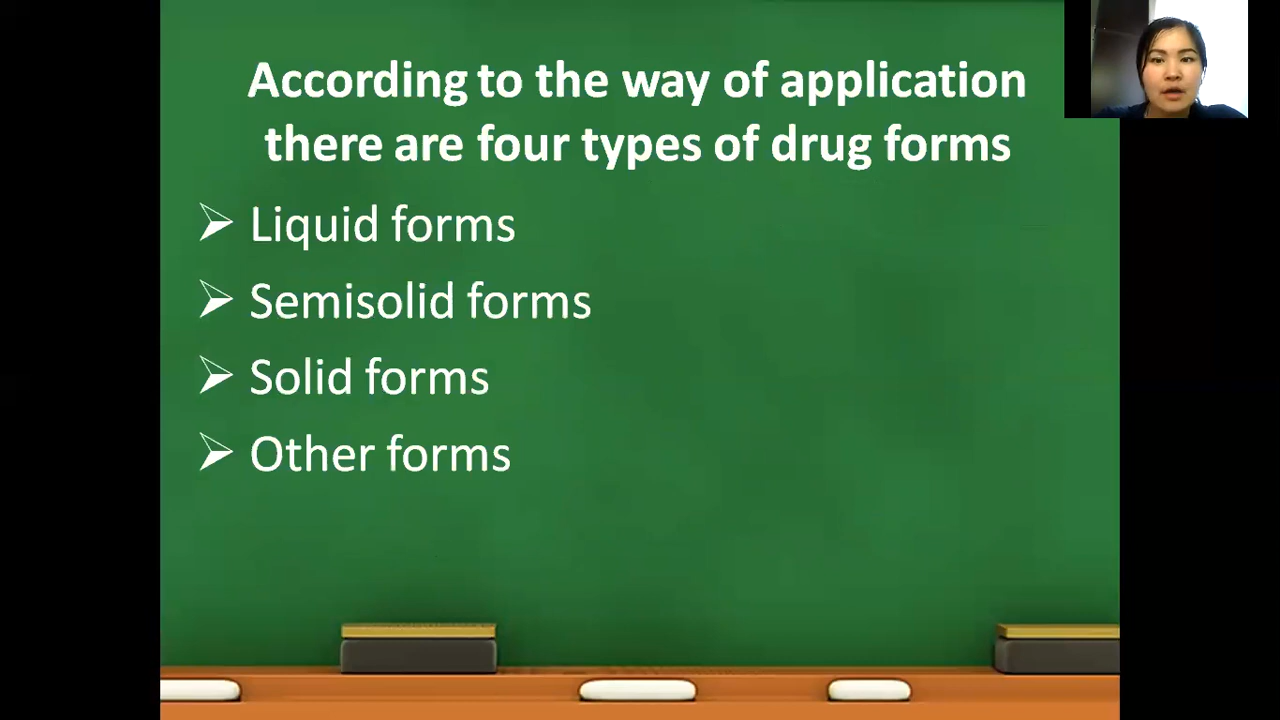 According to the way of application
there are four types of drug forms
➢ Liquid forms
➢ Semisolid forms
➢ Solid forms
➢ Other forms